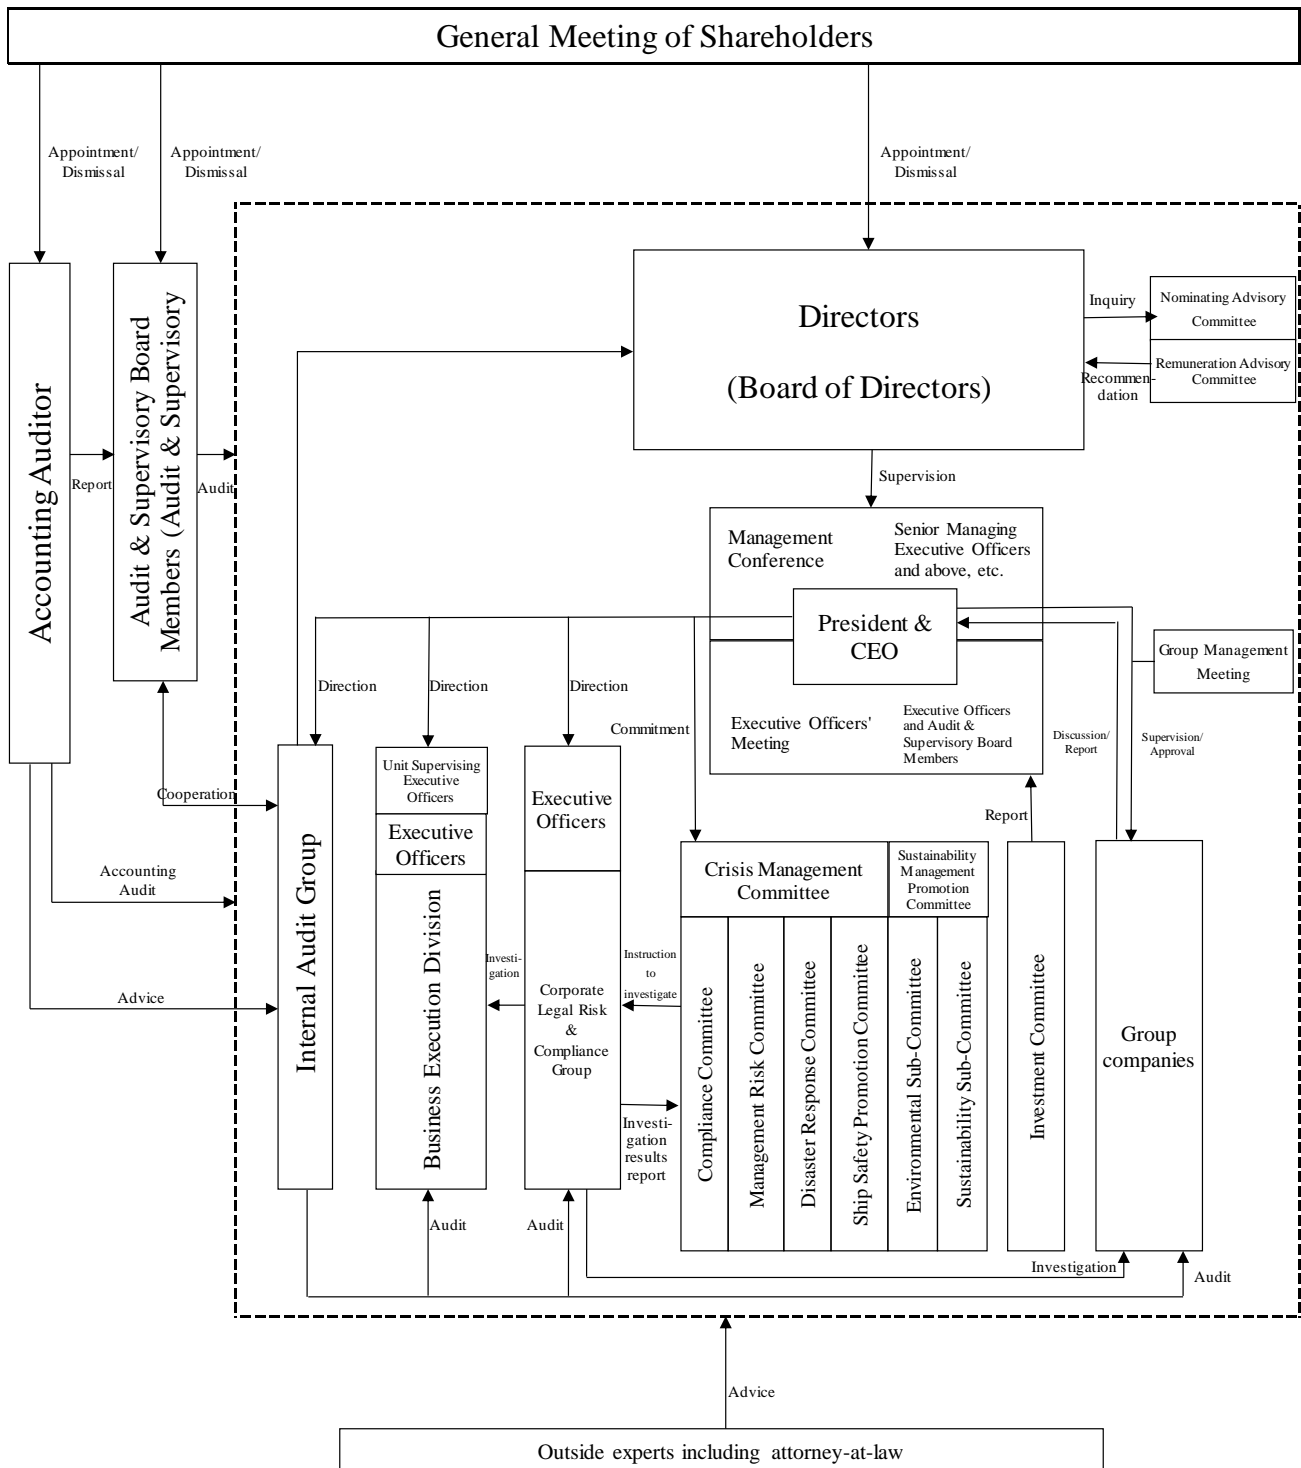 General Meeting of Shareholders
Appointment/
Dismissal
Appointment/
Dismissal
Appointment/
Dismissal
Accounting Auditor
Report
Audit & Supervisory Board
Members (Audit & Supervisory
Audit
Directors
(Board of Directors)
Inquiry
Nominating Advisory
Committee
Remuneration Advisory
Committee
Recommen-
dation
Supervision
Management
Conference
Senior Managing
Executive Officers
and above, etc.
President &
CEO
Group Management
Meeting
Executive Officers'
Meeting
Executive Officers
and Audit &
Supervisory Board
Members
Direction
Direction
Direction
Commitment
Discussion/
Report
Supervision/
Approval
Cooperation
Accounting
Audit
Advice
Internal Audit Group
Unit Supervising
Executive
Officers
Executive
Officers
Business Execution Division
Executive
Officers
Corporate
Legal Risk
&
Compliance
Group
Investi-
gation
Instruction
to
investigate
Investi-
gation
results
report
Crisis Management
Committee
Sustainability
Management
Promotion
Committee
Compliance Committee
Management Risk Committee
Disaster Response Committee
Ship Safety Promotion Committee
Environmental Sub-Committee
Sustainability Sub-Committee
Report
Investment Committee
Group
companies
Audit
Audit
Investigation
Audit
Advice
Outside experts including attorney-at-law